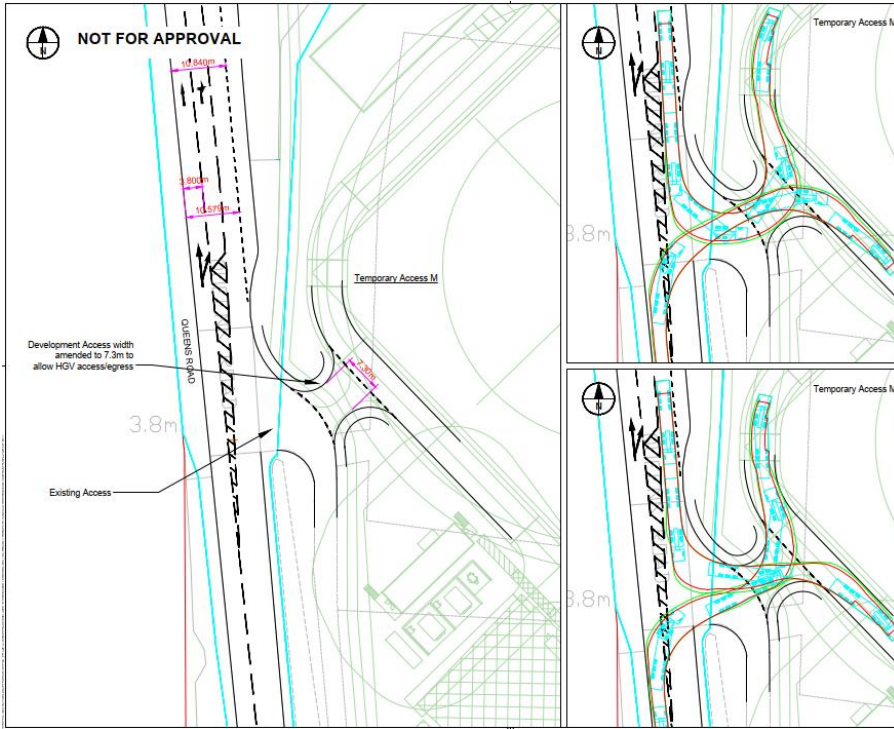 N
NOT FOR APPROVAL
10.840m
3.800m
10.579m
Temporary Access M
Development Access width
amended to 7.3m to
allow HGV access/egress
7.30m
QUEENS ROAD
3.8m
Existing Access
N
Temporary Access M
3.8m
N
Temporary Access M
3.8m